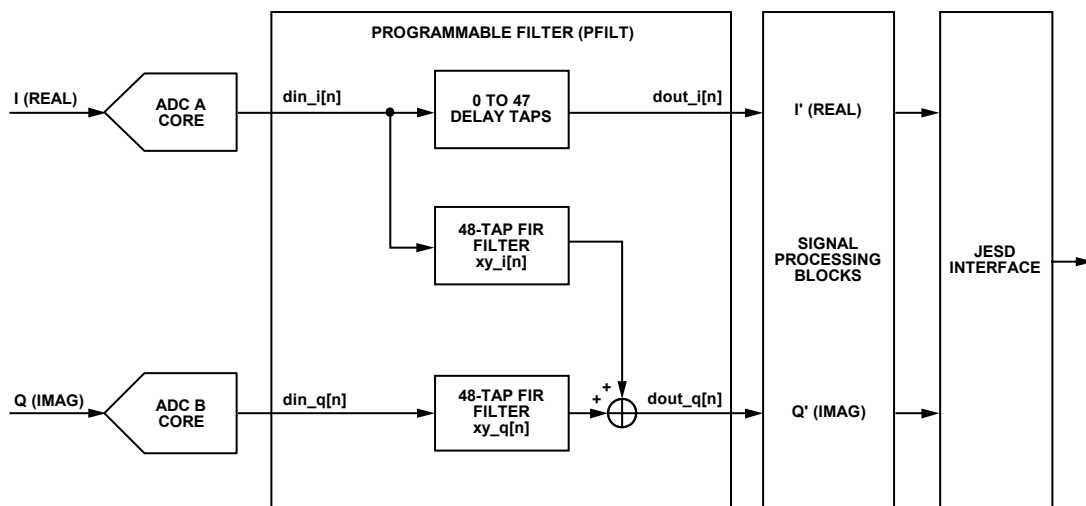 PROGRAMMABLE FILTER (PFILT)
I (REAL)
ADC A
CORE
din_i[n]
0 TO 47
DELAY TAPS
dout_i[n]
I' (REAL)
48-TAP FIR
FILTER
xy_i[n]
SIGNAL
PROCESSING
BLOCKS
JESD
INTERFACE
Q (IMAG)
ADC B
CORE
din_q[n]
48-TAP FIR
FILTER
xy_q[n]
+
+
dout_q[n]
Q' (IMAG)